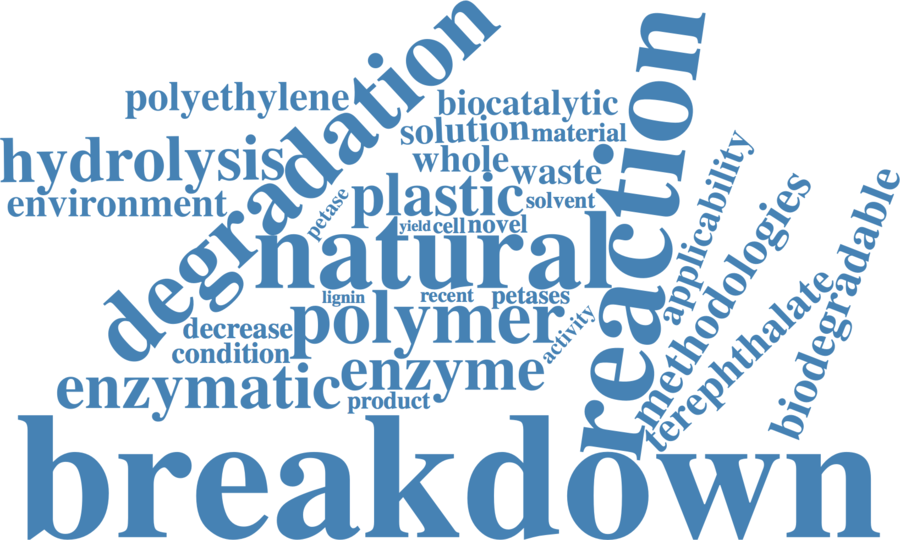 degradation
reaction
polyethylene
biocatalytic
solution
material
hydrolysis
whole
waste
environment
petase
plastic
solvent
applicability
yield
cell
novel
natural
methodologies
biodegradable
lignin
recent
petases
terephthalate
decrease
polymer
activity
condition
enzymatic
enzyme
product
breakdown